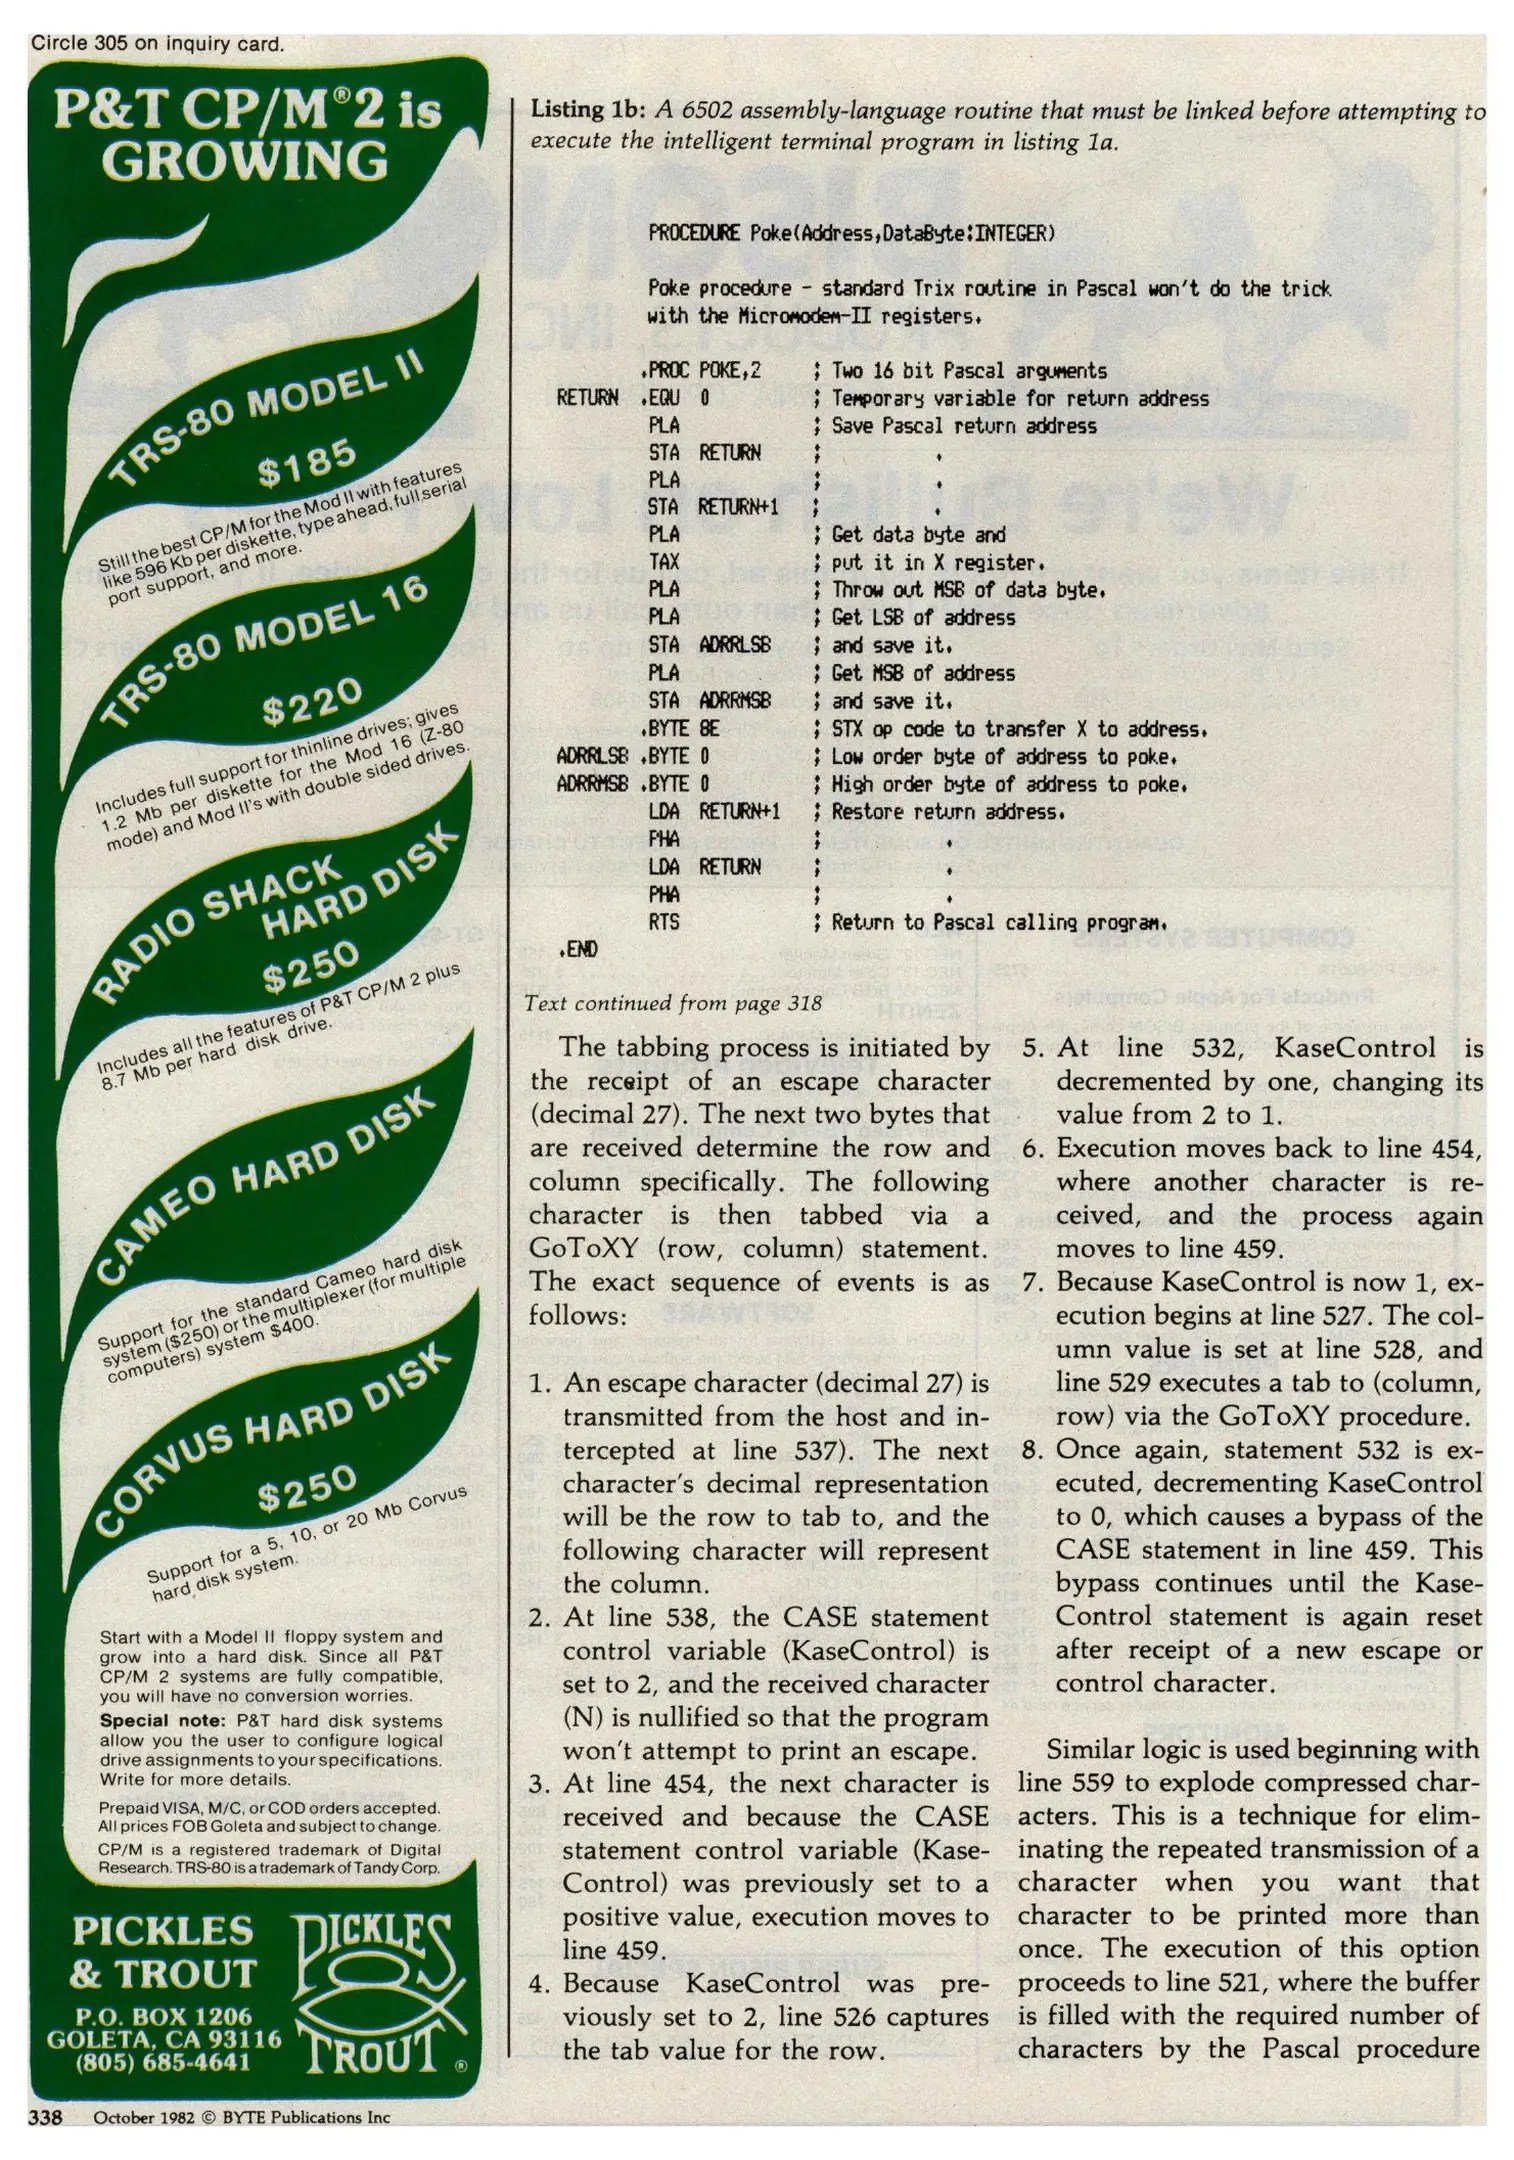 Circle 305 on inquiry card.
P&T CP/M®2 is
GROWING
TRS-80 MODEL II
$185
Still the best CP/M for the Mod II with features
like 596 Kb per diskette, type ahead, full serial
port support, and more.
TRS-80 MODEL 16
$220
Includes full support for thinline drives; gives
1.2 Mb per diskette for the Mod 16 (Z-80
mode) and Mod II's with double sided drives.
RADIO SHACK
HARD DISK
$250
Includes all the features of P&T CP/M 2 plus
8.7 Mb per hard disk drive.
CAMEO HARD DISK
Support for the standard Cameo hard disk
system ($250) or the multiplexer (for multiple
computers) system $400.
CORVUS HARD DISK
$250
Support for a 5, 10, or 20 Mb Corvus
hard disk system.
Start with a Model II floppy system and
grow into a hard disk. Since all P&T
CP/M 2 systems are fully compatible,
you will have no conversion worries.
Special note: P&T hard disk systems
allow you the user to configure logical
drive assignments to your specifications.
Write for more details.
Prepaid VISA, M/C, or COD orders accepted.
All prices FOB Goleta and subject to change.
CP/M is a registered trademark of Digital
Research. TRS-80 is a trademark of Tandy Corp.
PICKLES
& TROUT
P.O. BOX 1206
GOLETA, CA 93116
(805) 685-4641
PICKLES
&
TROUT ®
Listing 1b: A 6502 assembly-language routine that must be linked before attempting to
execute the intelligent terminal program in listing 1a.
PROCEDURE Poke(Address,DataByte:INTEGER)
Poke procedure - standard Trix routine in Pascal won't do the trick
with the Micromodem-II registers.
.PROC POKE,2 ; Two 16 bit Pascal arguments
RETURN .EQU 0 ; Temporary variable for return address
PLA ; Save Pascal return address
STA RETURN ; .
PLA ; .
STA RETURN+1 ; .
PLA ; Get data byte and
TAX ; put it in X register.
PLA ; Throw out MSB of data byte.
PLA ; Get LSB of address
STA ADRRLSB ; and save it.
PLA ; Get MSB of address
STA ADRRMSB ; and save it.
.BYTE 8E ; STX op code to transfer X to address.
ADRRLSB .BYTE 0 ; Low order byte of address to poke.
ADRRMSB .BYTE 0 ; High order byte of address to poke.
LDA RETURN+1 ; Restore return address.
PHA ; .
LDA RETURN ; .
PHA ; .
RTS ; Return to Pascal calling program.
.END
Text continued from page 318
The tabbing process is initiated by
the receipt of an escape character
(decimal 27). The next two bytes that
are received determine the row and
column specifically. The following
character is then tabbed via a
GoToXY (row, column) statement.
The exact sequence of events is as
follows:
1. An escape character (decimal 27) is
transmitted from the host and in-
tercepted at line 537). The next
character's decimal representation
will be the row to tab to, and the
following character will represent
the column.
2. At line 538, the CASE statement
control variable (KaseControl) is
set to 2, and the received character
(N) is nullified so that the program
won't attempt to print an escape.
3. At line 454, the next character is
received and because the CASE
statement control variable (Kase-
Control) was previously set to a
positive value, execution moves to
line 459.
4. Because KaseControl was pre-
viously set to 2, line 526 captures
the tab value for the row.
5. At line 532, KaseControl is
decremented by one, changing its
value from 2 to 1.
6. Execution moves back to line 454,
where another character is re-
ceived, and the process again
moves to line 459.
7. Because KaseControl is now 1, ex-
ecution begins at line 527. The col-
umn value is set at line 528, and
line 529 executes a tab to (column,
row) via the GoToXY procedure.
8. Once again, statement 532 is ex-
ecuted, decrementing KaseControl
to 0, which causes a bypass of the
CASE statement in line 459. This
bypass continues until the Kase-
Control statement is again reset
after receipt of a new escape or
control character.
Similar logic is used beginning with
line 559 to explode compressed char-
acters. This is a technique for elim-
inating the repeated transmission of a
character when you want that
character to be printed more than
once. The execution of this option
proceeds to line 521, where the buffer
is filled with the required number of
characters by the Pascal procedure
338 October 1982 © BYTE Publications Inc